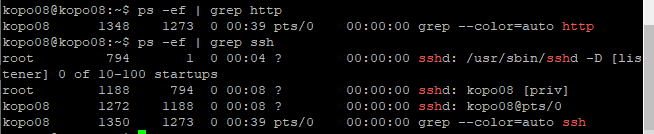 kopo08@kopo08:~$ ps -ef | grep http
kopo08      1348    1273  0 00:39 pts/0    00:00:00 grep --color=auto http
kopo08@kopo08:~$ ps -ef | grep ssh
root         794       1  0 00:04 ?        00:00:00 sshd: /usr/sbin/sshd -D [lis
tener] 0 of 10-100 startups
root        1188     794  0 00:08 ?        00:00:00 sshd: kopo08 [priv]
kopo08      1272    1188  0 00:08 ?        00:00:00 sshd: kopo08@pts/0
kopo08      1350    1273  0 00:39 pts/0    00:00:00 grep --color=auto ssh